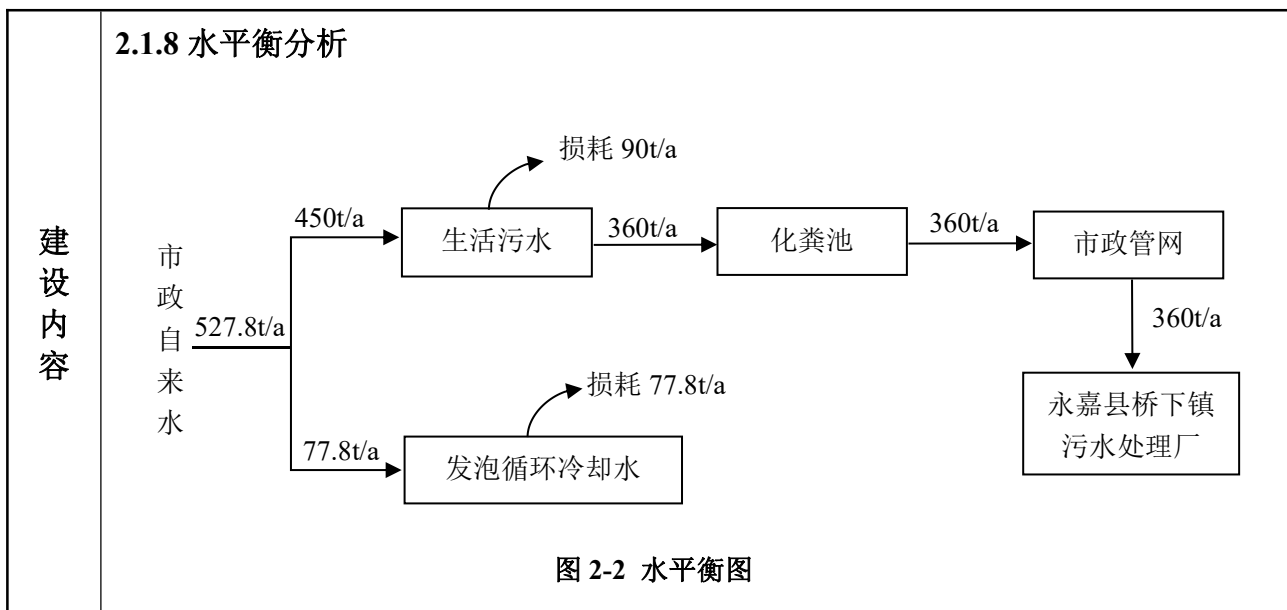 2.1.8 水平衡分析
建设内容
市政自来水
527.8t/a
450t/a
生活污水
损耗 90t/a
360t/a
化粪池
360t/a
市政管网
360t/a
永嘉县桥下镇
污水处理厂
77.8t/a
发泡循环冷却水
损耗 77.8t/a
图 2-2 水平衡图